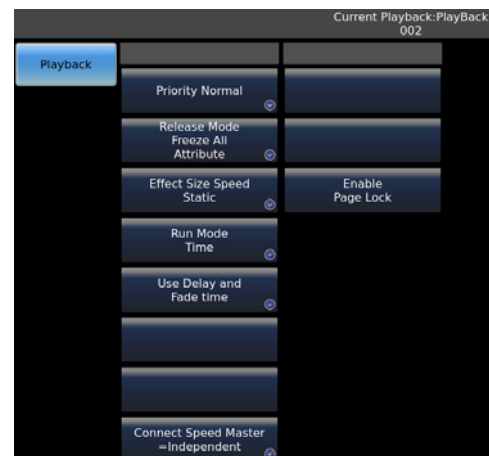 Current Playback:PlayBack
002
Playback
Priority Normal
Release Mode
Freeze All
Attribute
Effect Size Speed
Static
Enable
Page Lock
Run Mode
Time
Use Delay and
Fade time
Connect Speed Master
=Independent